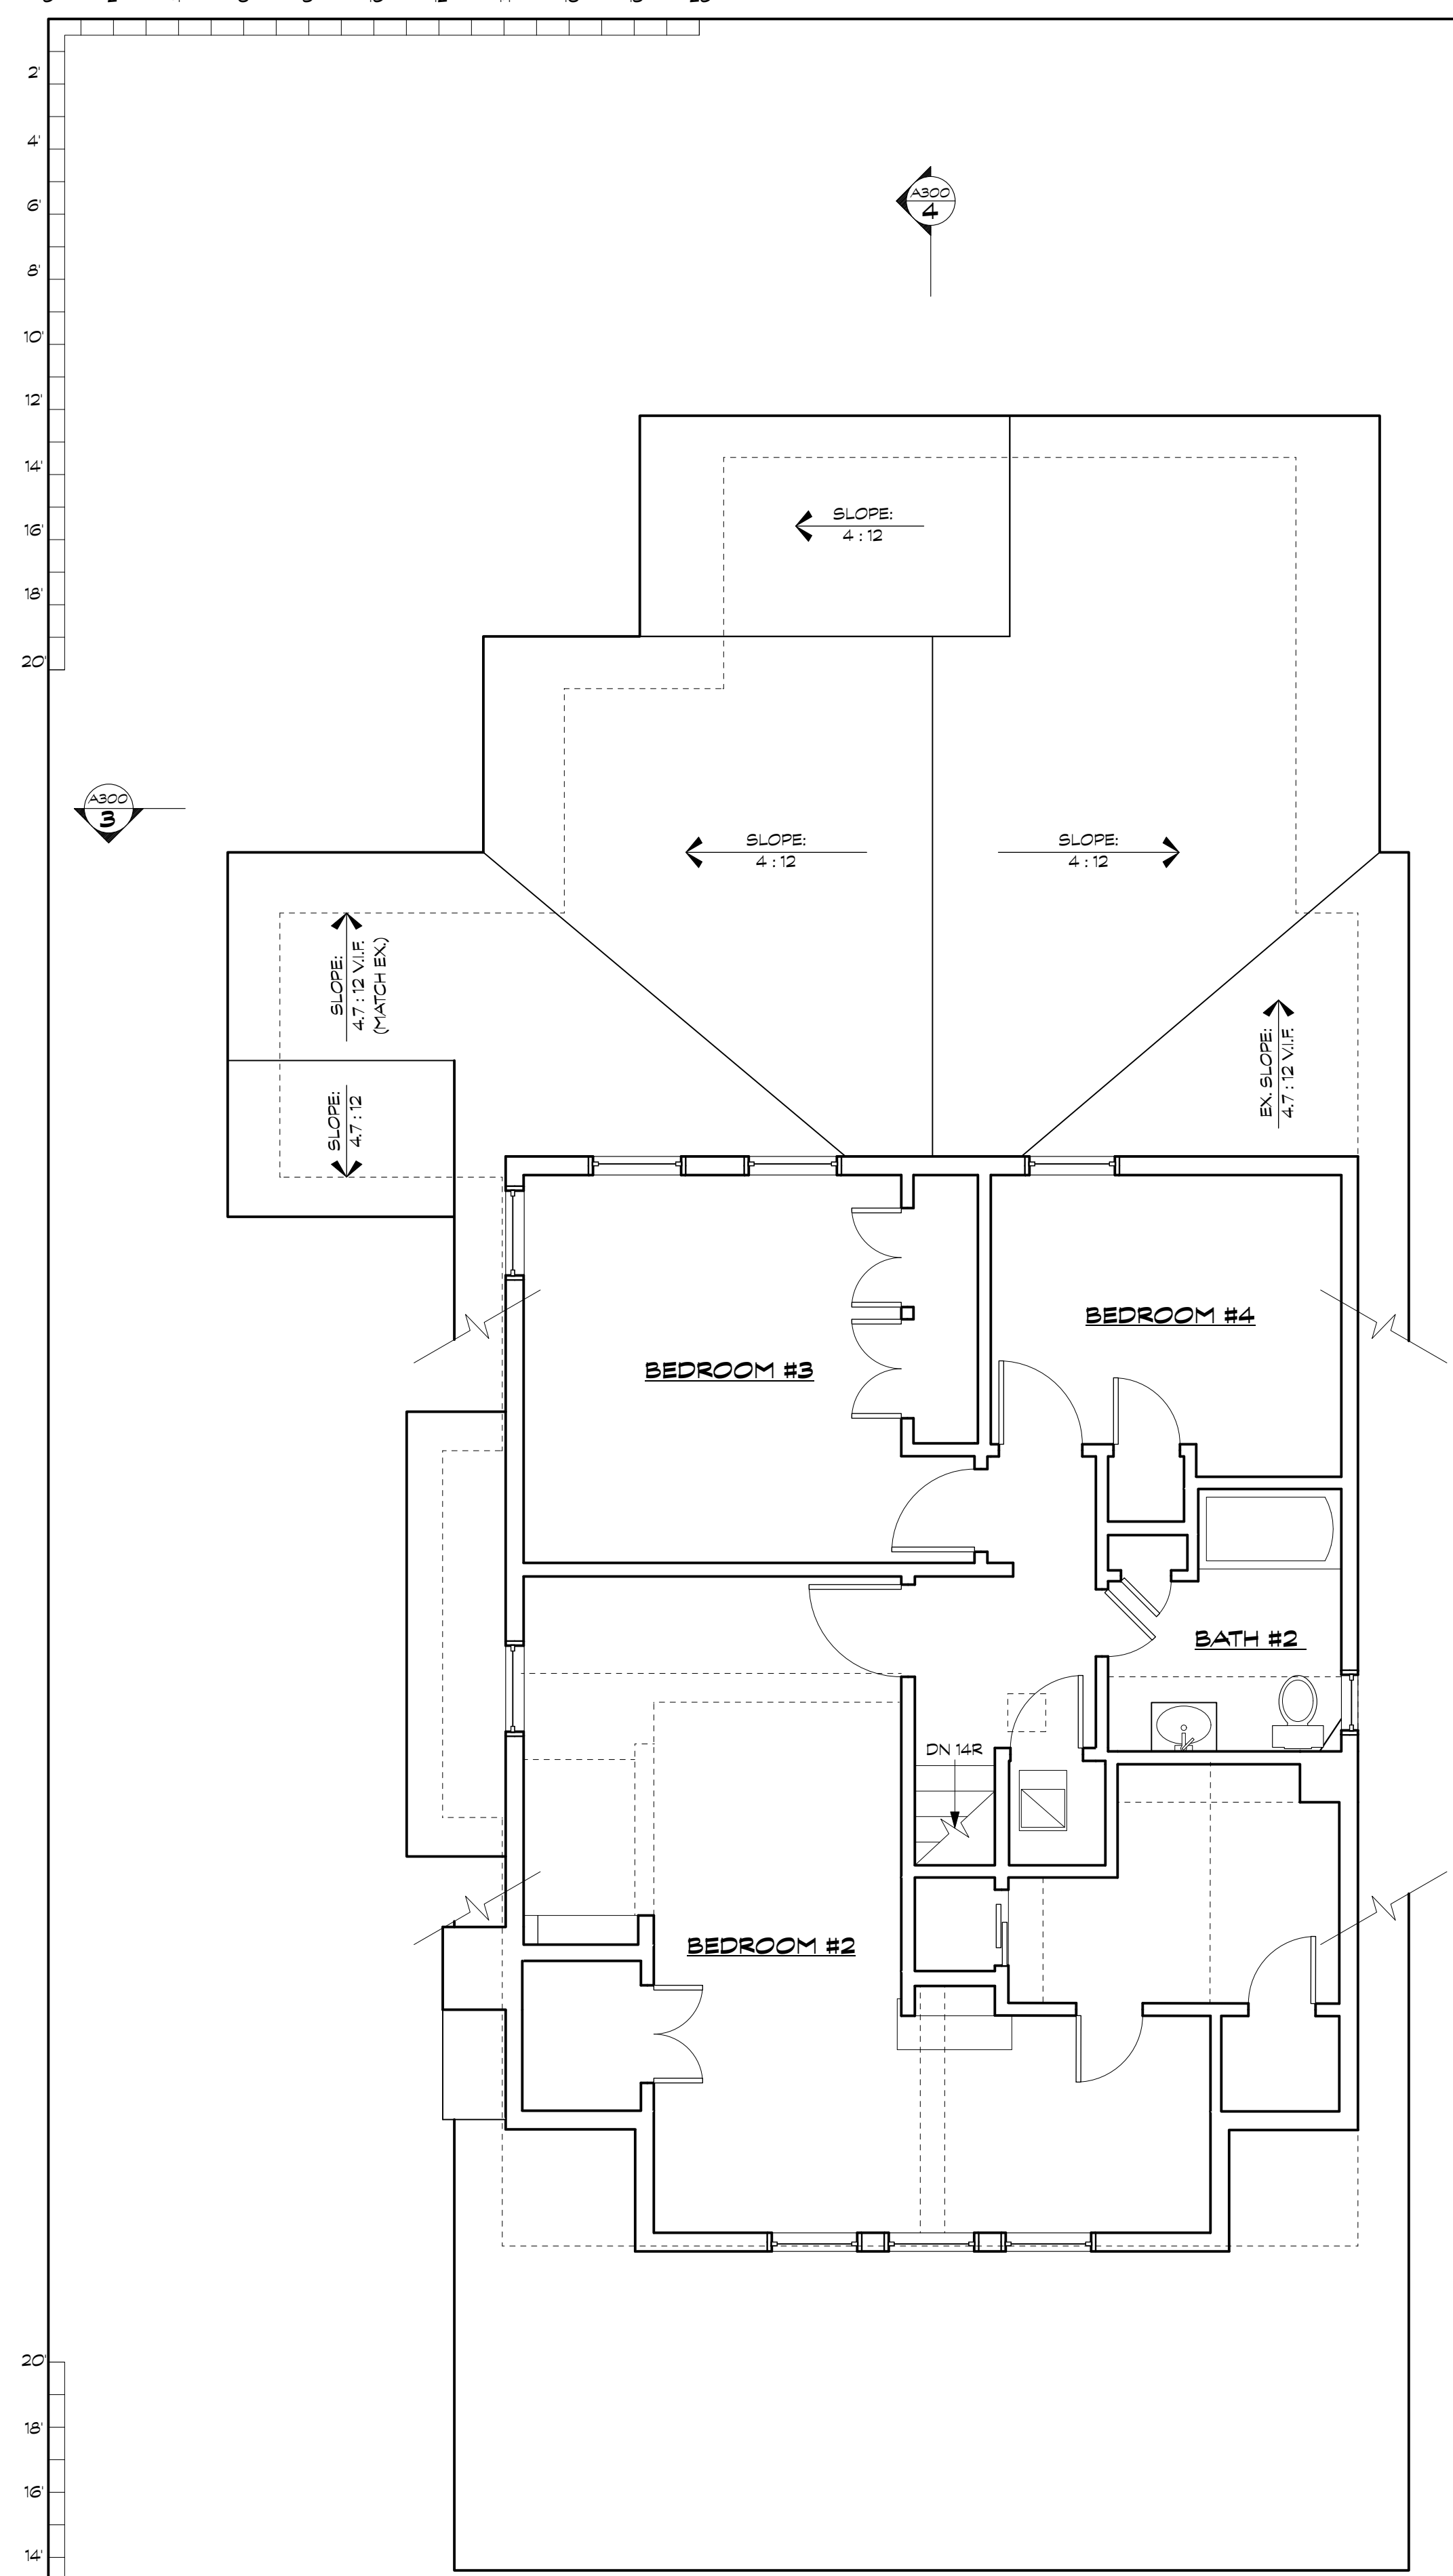 2'
4'
6'
8'
10'
12'
14'
16'
18'
20'
A300
4
SLOPE:
4 : 12
A300
3
SLOPE:
4 : 12
SLOPE:
4 : 12
SLOPE:
4.7 : 12 V.I.F.
(MATCH EX.)
SLOPE:
4.7 : 12
EX. SLOPE:
4.7 : 12 V.I.F.
BEDROOM #4
BEDROOM #3
BATH #2
DN 14R
BEDROOM #2
20'
18'
16'
14'